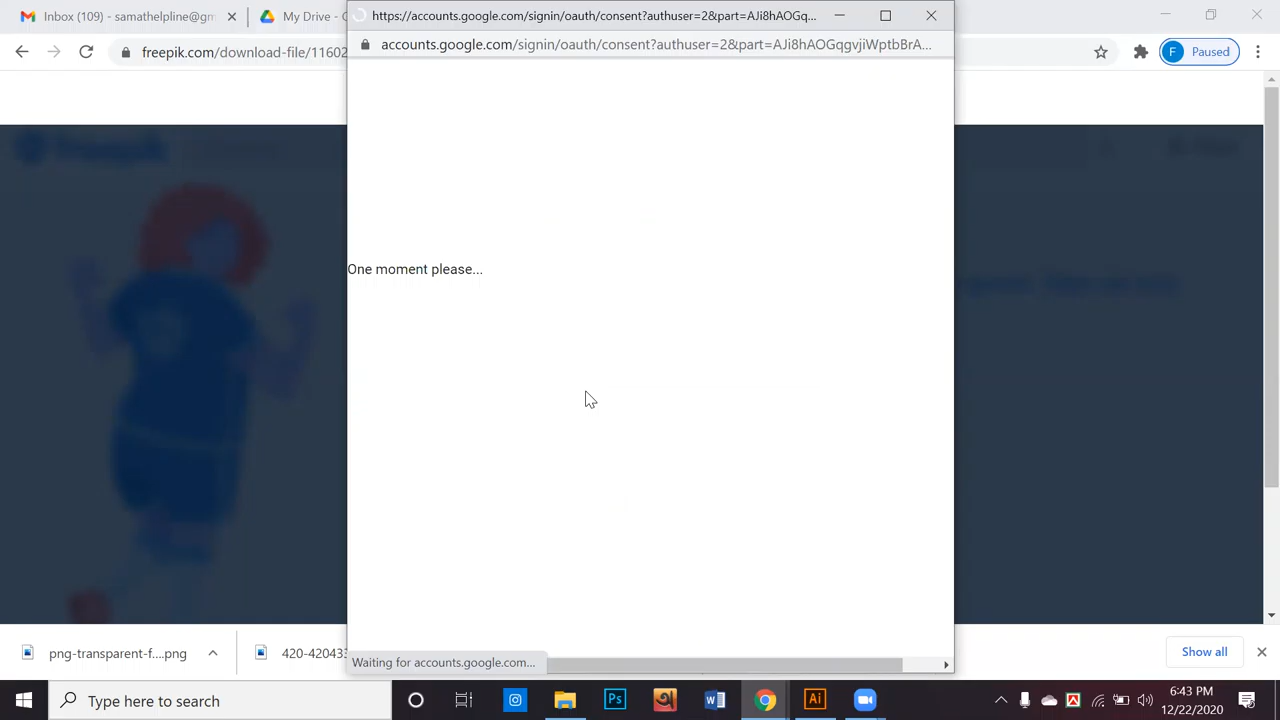 Inbox (109) - samathelpline@gm
My Drive - G
https://accounts.google.com/signin/oauth/consent?authuser=2&part=AJi8hAOGq...
freepik.com/download-file/11602
accounts.google.com/signin/oauth/consent?authuser=2&part=AJi8hAOGqgvjiWptbBrA...
F Paused
freepik
One moment please...
png-transparent-f....png
420-420433
Show all
Waiting for accounts.google.com...
Type here to search
Ps
Ai
6:43 PM
12/22/2020